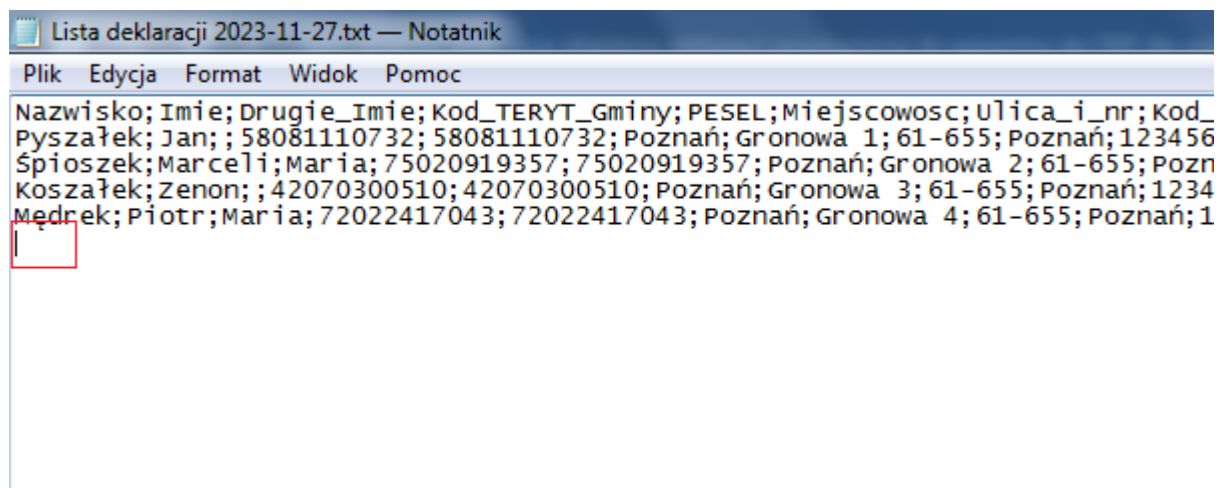 Lista deklaracji 2023-11-27.txt — Notatnik
Plik Edycja Format Widok Pomoc
Nazwisko;Imie;Drugie_Imie;Kod_TERYT_Gminy;PESEL;Miejscowosc;Ulica_i_nr;Kod_
Pyszałek;Jan;;58081110732;58081110732;Poznań;Gronowa 1;61-655;Poznań;123456
Śpioszek;Marceli;Maria;75020919357;75020919357;Poznań;Gronowa 2;61-655;Pozn
Koszałek;Zenon;;42070300510;42070300510;Poznań;Gronowa 3;61-655;Poznań;1234
Mędrek;Piotr;Maria;72022417043;72022417043;Poznań;Gronowa 4;61-655;Poznań;1